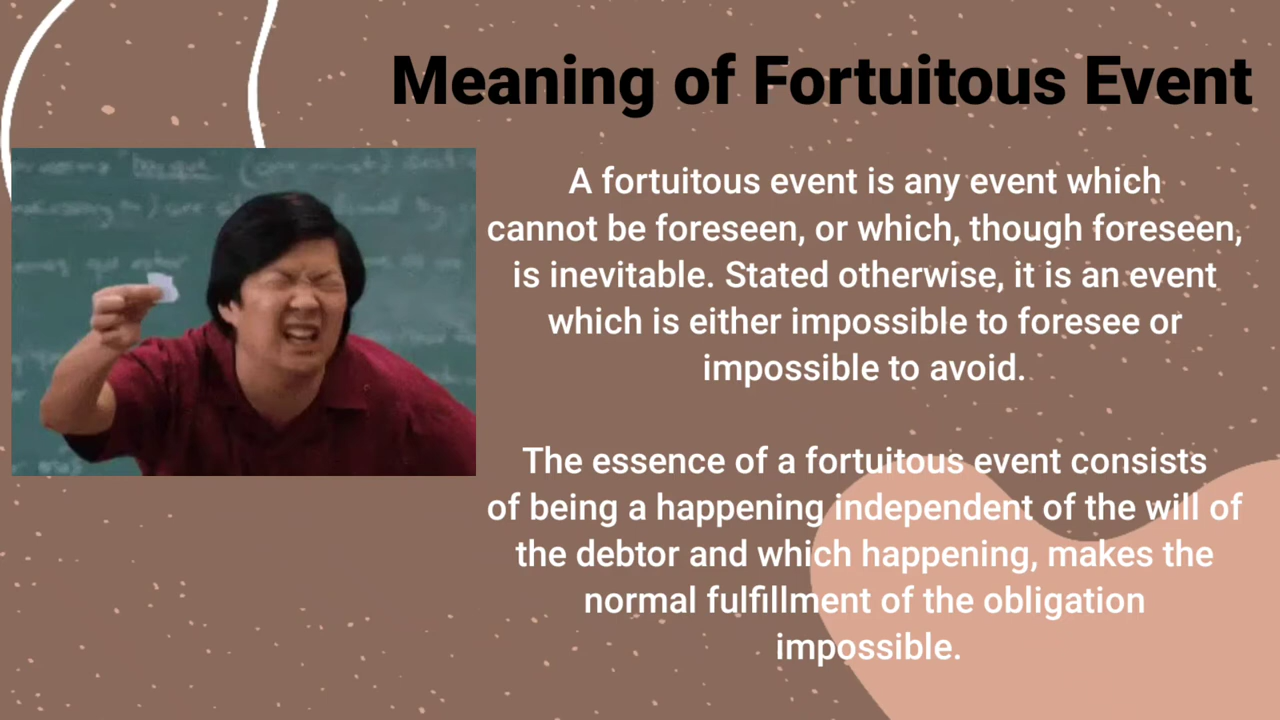 Meaning of Fortuitous Event
A fortuitous event is any event which
cannot be foreseen, or which, though foreseen,
is inevitable. Stated otherwise, it is an event
which is either impossible to foresee or
impossible to avoid.
The essence of a fortuitous event consists
of being a happening independent of the will of
the debtor and which happening, makes the
normal fulfillment of the obligation
impossible.